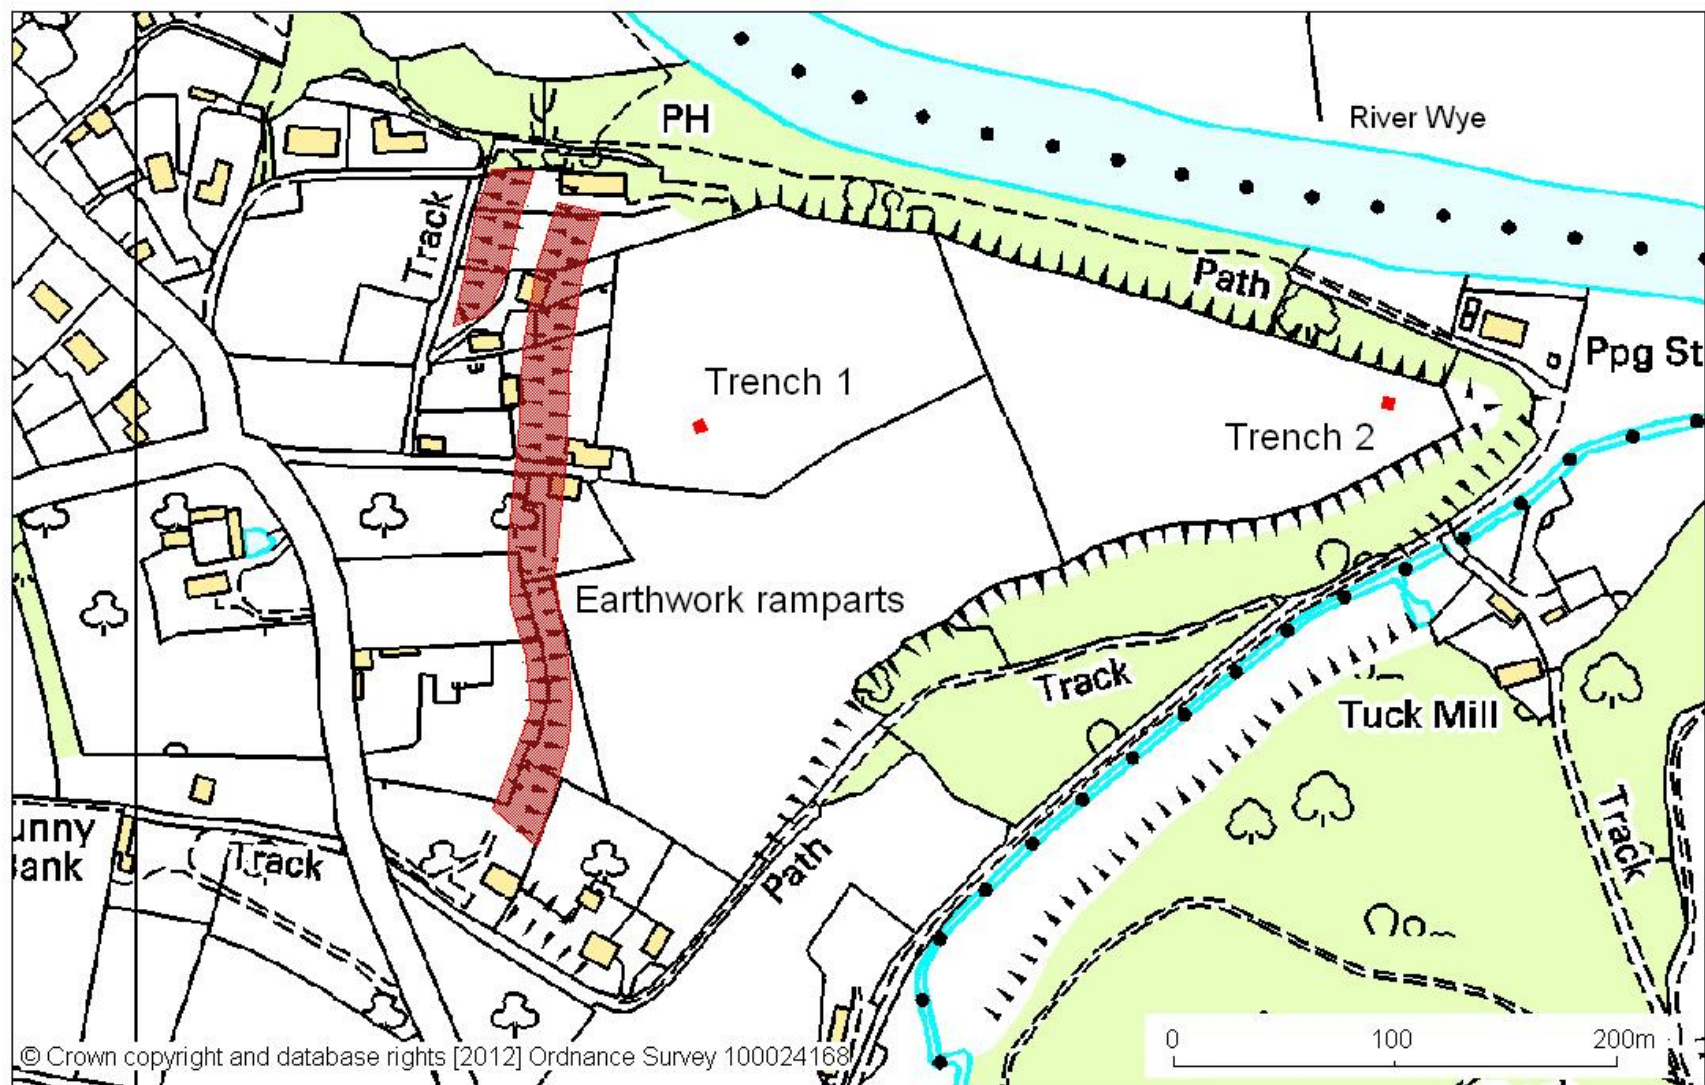 River Wye
PH
Track
Path
Ppg St
Trench 1
Trench 2
Earthwork ramparts
Track
Tuck Mill
unny
Bank
Track
Path
Track
0 100 200m
© Crown copyright and database rights [2012] Ordnance Survey 100024168